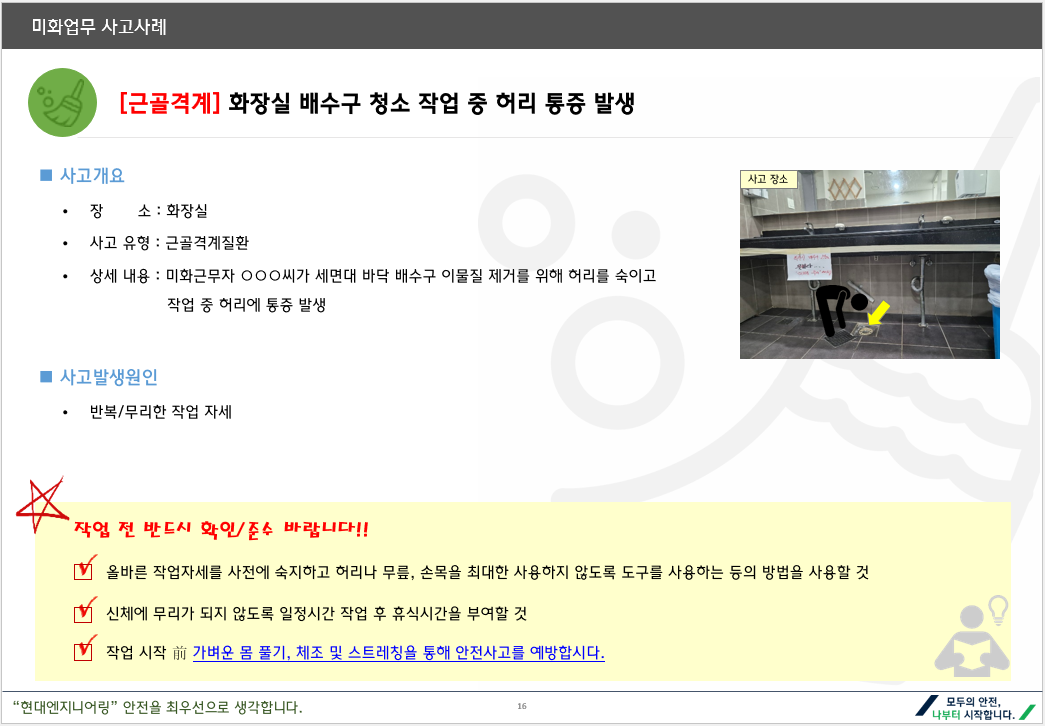 미화업무 사고사례
[근골격계] 화장실 배수구 청소 작업 중 허리 통증 발생
■ 사고개요
• 장 소 : 화장실
• 사고 유형 : 근골격계질환
• 상세 내용 : 미화근무자 ○○○씨가 세면대 바닥 배수구 이물질 제거를 위해 허리를 숙이고
작업 중 허리에 통증 발생
사고 장소
■ 사고발생원인
• 반복/무리한 작업 자세
작업 전 반드시 확인/준수 바랍니다!!
올바른 작업자세를 사전에 숙지하고 허리나 무릎, 손목을 최대한 사용하지 않도록 도구를 사용하는 등의 방법을 사용할 것
신체에 무리가 되지 않도록 일정시간 작업 후 휴식시간을 부여할 것
작업 시작 前 가벼운 몸 풀기, 체조 및 스트레칭을 통해 안전사고를 예방합시다.
“현대엔지니어링” 안전을 최우선으로 생각합니다.
16
모두의 안전,
나부터 시작합니다.